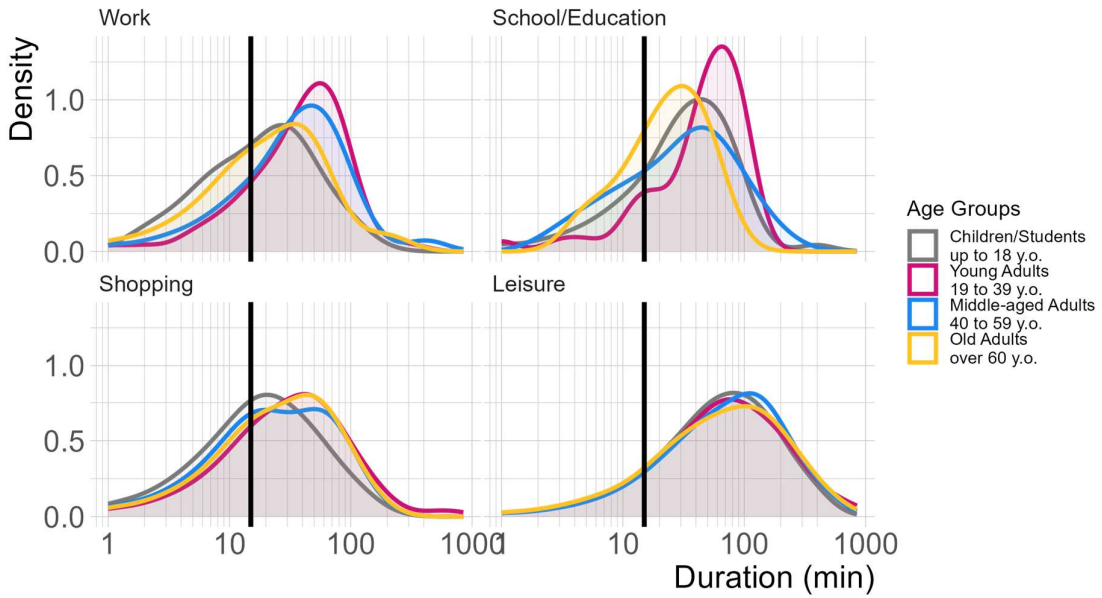 Work
School/Education
Density
1.0
0.5
0.0
Shopping
Leisure
1.0
0.5
0.0
1
10
100
1000
1
10
100
1000
Duration (min)
Age Groups
Children/Students
up to 18 y.o.
Young Adults
19 to 39 y.o.
Middle-aged Adults
40 to 59 y.o.
Old Adults
over 60 y.o.